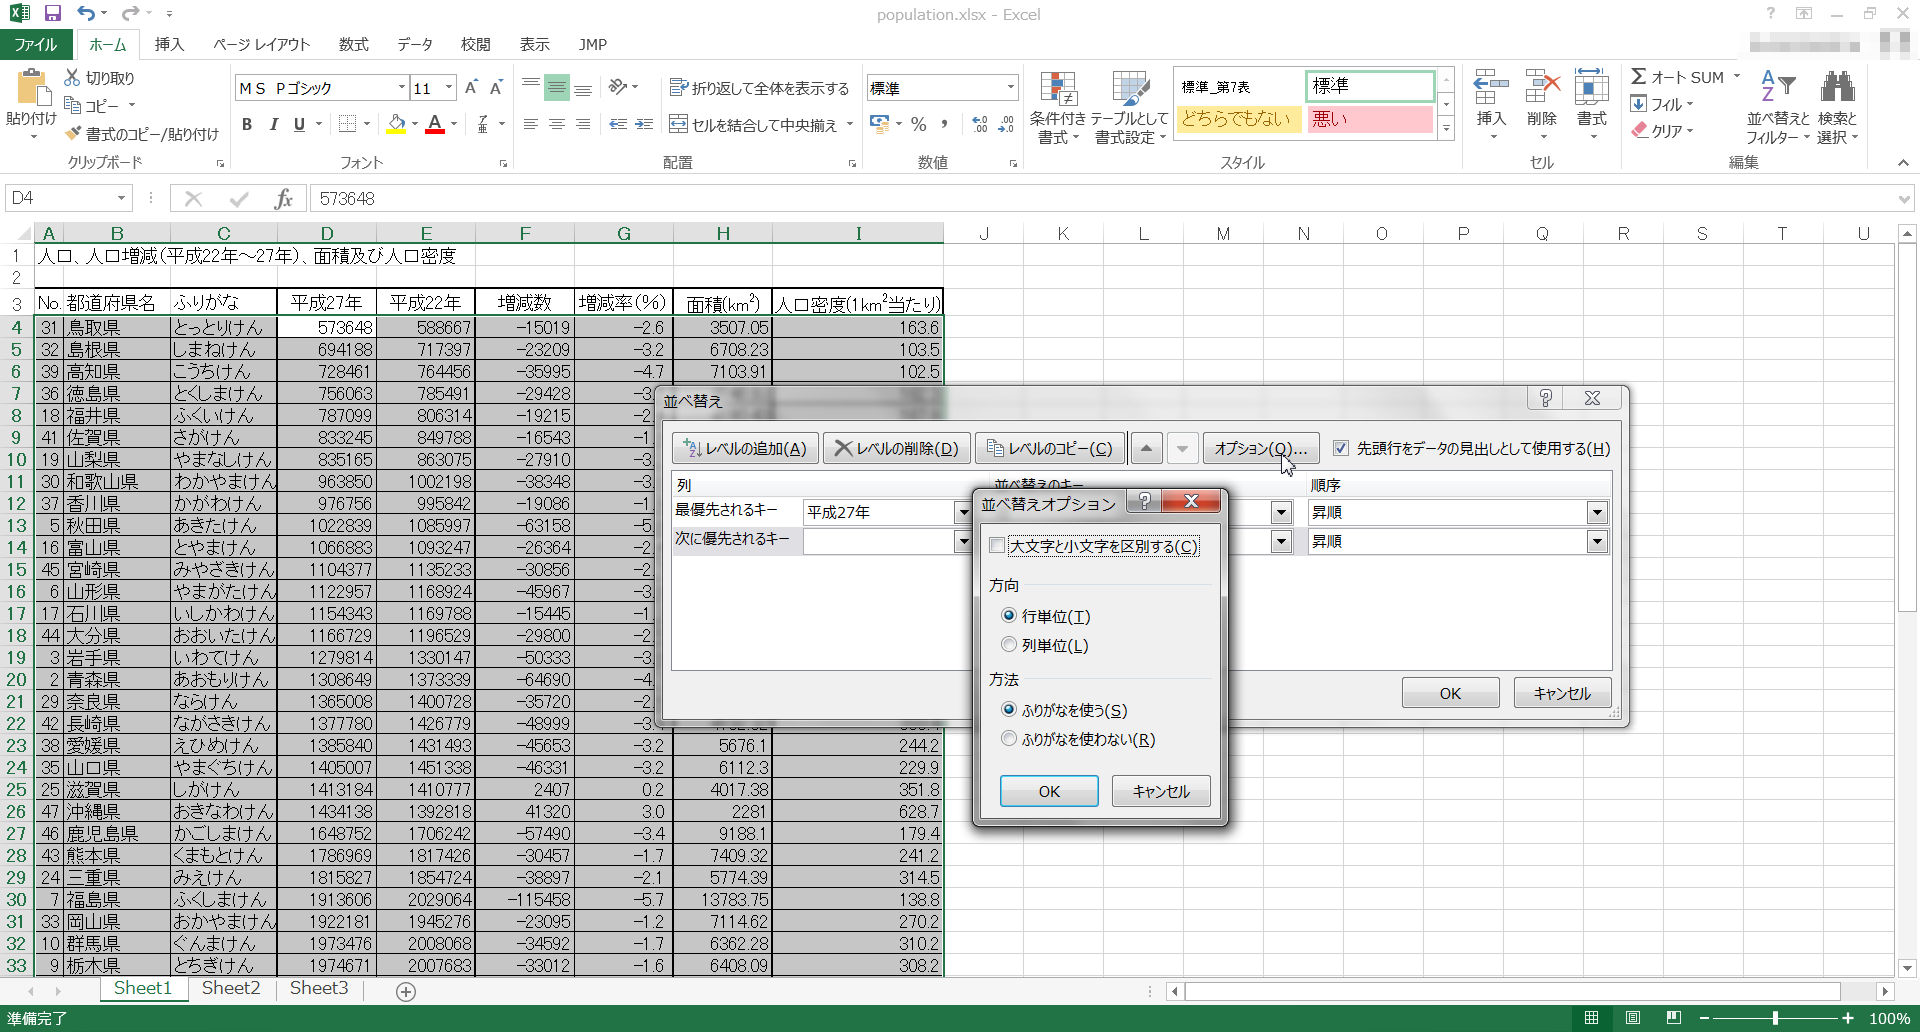 population.xlsx - Excel
ファイル ホーム 挿入 ページ レイアウト 数式 データ 校閲 表示 JMP
貼り付け
切り取り
コピー
書式のコピー/貼り付け
クリップボード
ＭＳ Ｐゴシック 11
B I U
フォント
折り返して全体を表示する
セルを結合して中央揃え
配置
標準
数値
条件付き書式
テーブルとして書式設定
標準_第7表 標準
どちらでもない 悪い
スタイル
挿入 削除 書式
セル
オート SUM
フィル
クリア
並べ替えとフィルター
検索と選択
編集
D4 573648
A B C D E F G H I J K L M N O P Q R S T U
1 人口、人口増減(平成22年～27年)、面積及び人口密度
2
3 No. 都道府県名 ふりがな 平成27年 平成22年 増減数 増減率(%) 面積(km²) 人口密度(1km²当たり)
4 31 鳥取県 とっとりけん 573648 588667 -15019 -2.6 3507.05 163.6
5 32 島根県 しまねけん 694188 717397 -23209 -3.2 6708.23 103.5
6 39 高知県 こうちけん 728461 764456 -35995 -4.7 7103.91 102.5
7 36 徳島県 とくしまけん 756063 785491 -29428 -3.
8 18 福井県 ふくいけん 787099 806314 -19215 -2.
9 41 佐賀県 さがけん 833245 849788 -16543 -1.
10 19 山梨県 やまなしけん 835165 863075 -27910 -3.
11 30 和歌山県 わかやまけん 963850 1002198 -38348 -3.
12 37 香川県 かがわけん 976756 995842 -19086 -1.
13 5 秋田県 あきたけん 1022839 1085997 -63158 -5.
14 16 富山県 とやまけん 1066883 1093247 -26364 -2.
15 45 宮崎県 みやざきけん 1104377 1135233 -30856 -2.
16 6 山形県 やまがたけん 1122957 1168924 -45967 -3.
17 17 石川県 いしかわけん 1154343 1169788 -15445 -1.
18 44 大分県 おおいたけん 1166729 1196529 -29800 -2.
19 3 岩手県 いわてけん 1279814 1330147 -50333 -3.
20 2 青森県 あおもりけん 1308649 1373339 -64690 -4.
21 29 奈良県 ならけん 1365008 1400728 -35720 -2.
22 42 長崎県 ながさきけん 1377780 1426779 -48999 -3.
23 38 愛媛県 えひめけん 1385840 1431493 -45653 -3.2 5676.1 244.2
24 35 山口県 やまぐちけん 1405007 1451338 -46331 -3.2 6112.3 229.9
25 25 滋賀県 しがけん 1413184 1410777 2407 0.2 4017.38 351.8
26 47 沖縄県 おきなわけん 1434138 1392818 41320 3.0 2281 628.7
27 46 鹿児島県 かごしまけん 1648752 1706242 -57490 -3.4 9188.1 179.4
28 43 熊本県 くまもとけん 1786969 1817426 -30457 -1.7 7409.32 241.2
29 24 三重県 みえけん 1815827 1854724 -38897 -2.1 5774.39 314.5
30 7 福島県 ふくしまけん 1913606 2029064 -115458 -5.7 13783.75 138.8
31 33 岡山県 おかやまけん 1922181 1945276 -23095 -1.2 7114.62 270.2
32 10 群馬県 ぐんまけん 1973476 2008068 -34592 -1.7 6362.28 310.2
33 9 栃木県 とちぎけん 1974671 2007683 -33012 -1.6 6408.09 308.2
並べ替え
レベルの追加(A) レベルの削除(D) レベルのコピー(C) オプション(O)... 先頭行をデータの見出しとして使用する(H)
列 並べ替えのキー 順序
最優先されるキー 平成27年 昇順
次に優先されるキー 昇順
OK キャンセル
並べ替えオプション
大文字と小文字を区別する(C)
方向
行単位(T)
列単位(L)
方法
ふりがなを使う(S)
ふりがなを使わない(R)
OK キャンセル
Sheet1 Sheet2 Sheet3
準備完了 100%